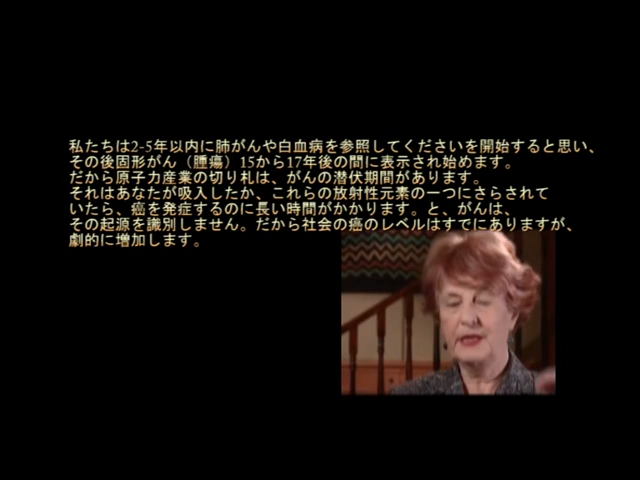 私たちは2-5年以内に肺がんや白血病を参照してくださいを開始すると思い、
その後固形がん（腫瘍）15から17年後の間に表示され始めます。
だから原子力産業の切り札は、がんの潜伏期間があります。
それはあなたが吸入したか、これらの放射性元素の一つにさらされて
いたら、癌を発症するのに長い時間がかかります。と、がんは、
その起源を識別しません。だから社会の癌のレベルはすでにありますが、
劇的に増加します。